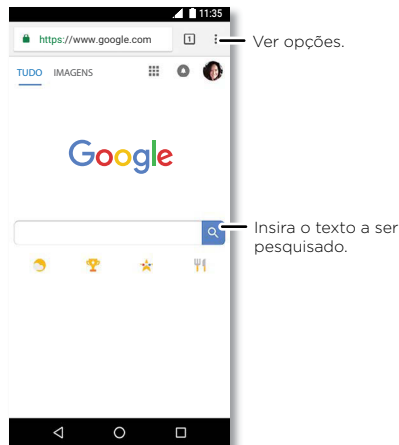 11:35
https://www.google.com 1
Ver opções.
TUDO IMAGENS
Google
Insira o texto a ser
pesquisado.